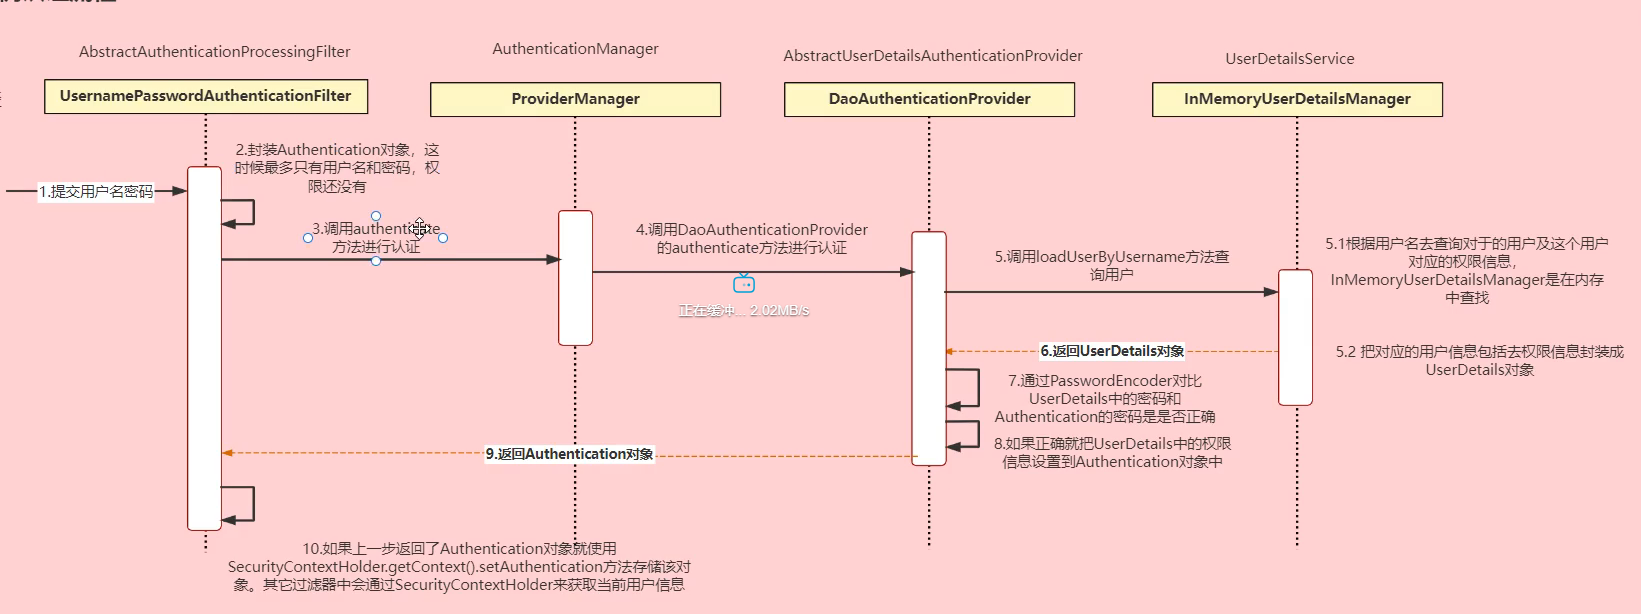 AbstractAuthenticationProcessingFilter
AuthenticationManager
AbstractUserDetailsAuthenticationProvider
UserDetailsService
UsernamePasswordAuthenticationFilter
ProviderManager
DaoAuthenticationProvider
InMemoryUserDetailsManager
1.提交用户名密码
2.封装Authentication对象，这
时候最多只有用户名和密码，权
限还没有
3.调用authenticate
方法进行认证
4.调用DaoAuthenticationProvider
的authenticate方法进行认证
正在缓冲... 2.02MB/s
5.调用loadUserByUsername方法查
询用户
5.1根据用户名去查询对于的用户及这个用户
对应的权限信息，
InMemoryUserDetailsManager是在内存
中查找
5.2 把对应的用户信息包括去权限信息封装成
UserDetails对象
6.返回UserDetails对象
7.通过PasswordEncoder对比
UserDetails中的密码和
Authentication的密码是是否正确
8.如果正确就把UserDetails中的权限
信息设置到Authentication对象中
9.返回Authentication对象
10.如果上一步返回了Authentication对象就使用
SecurityContextHolder.getContext().setAuthentication方法存储该对
象。其它过滤器中会通过SecurityContextHolder来获取当前用户信息